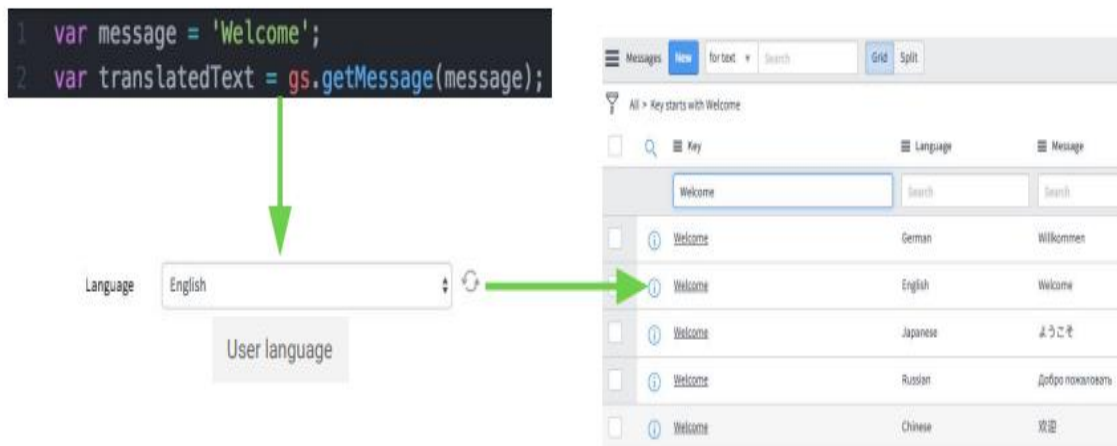 1 var message = 'Welcome';
2 var translatedText = gs.getMessage(message);
Language English
User language
Messages New for text Search Grid Split
All > Key starts with Welcome
Key Language Message
Welcome Search Search
Welcome German Willkommen
Welcome English Welcome
Welcome Japanese ようこそ
Welcome Russian Добро пожаловать
Welcome Chinese 欢迎